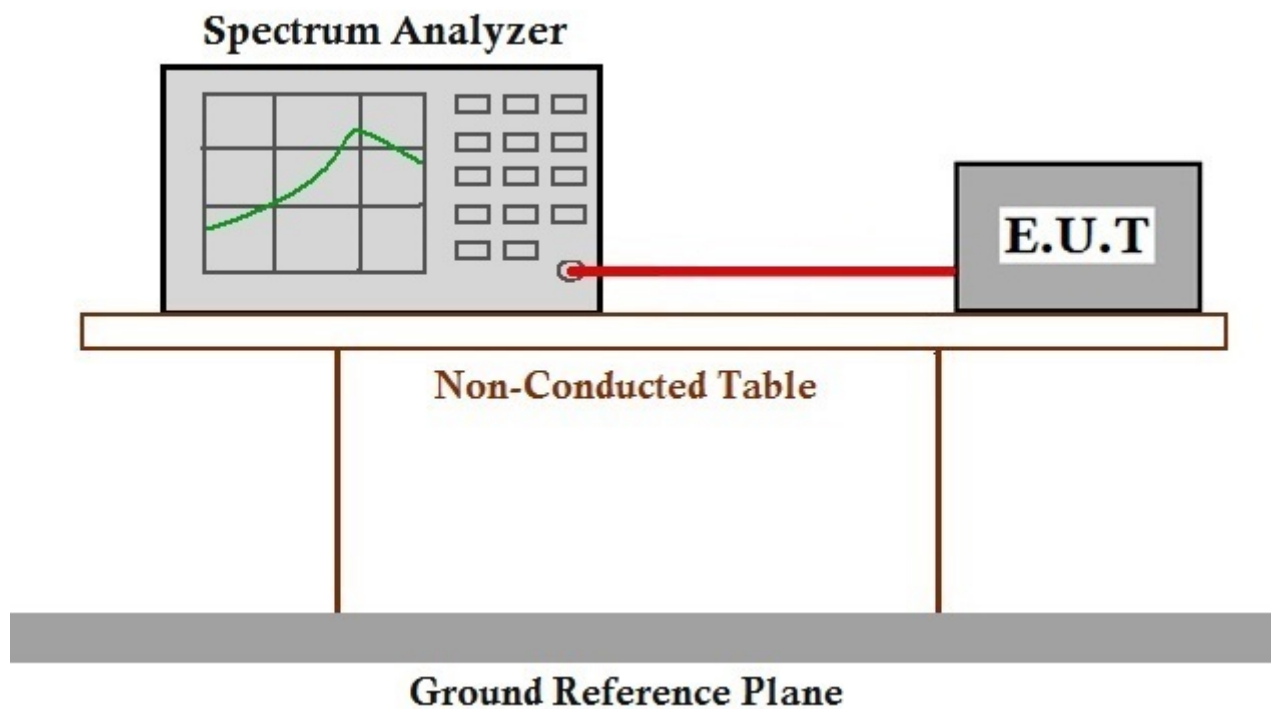 Spectrum Analyzer
E.U.T
Non-Conducted Table
Ground Reference Plane